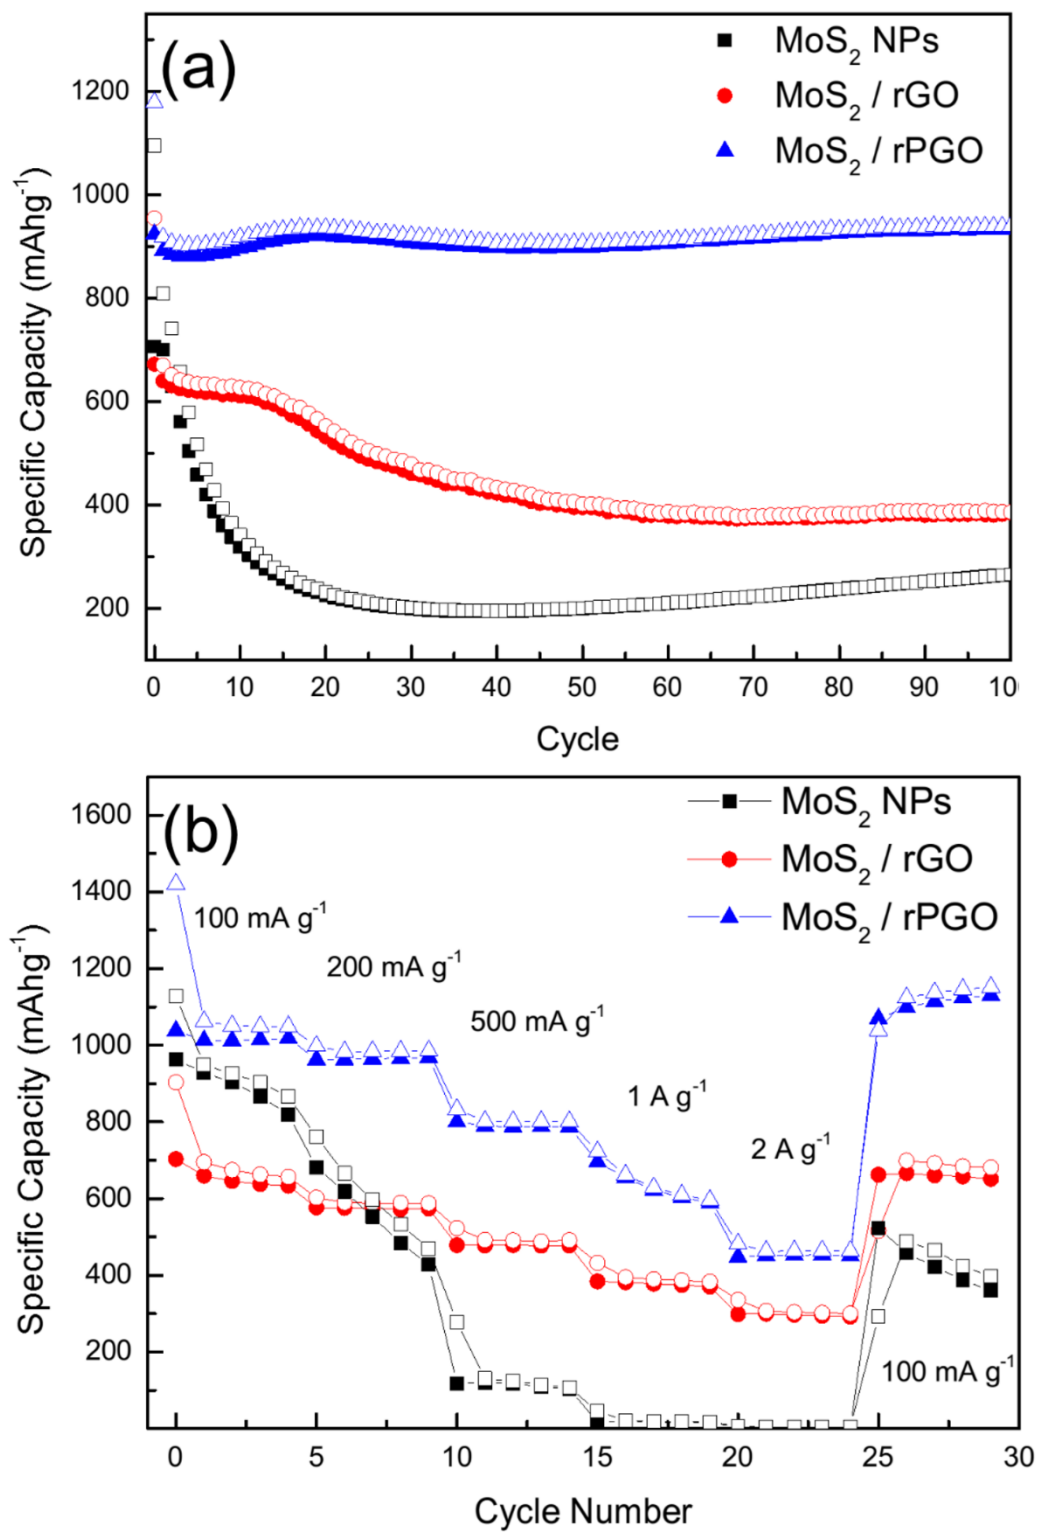 (a)
MoS2 NPs
MoS2 / rGO
MoS2 / rPGO
Specific Capacity (mAhg-1)
1200
1000
800
600
400
200
0 10 20 30 40 50 60 70 80 90 10
Cycle
(b)
MoS2 NPs
MoS2 / rGO
MoS2 / rPGO
100 mA g-1
200 mA g-1
500 mA g-1
1 A g-1
2 A g-1
100 mA g-1
Specific Capacity (mAhg-1)
1600
1400
1200
1000
800
600
400
200
0 5 10 15 20 25 30
Cycle Number